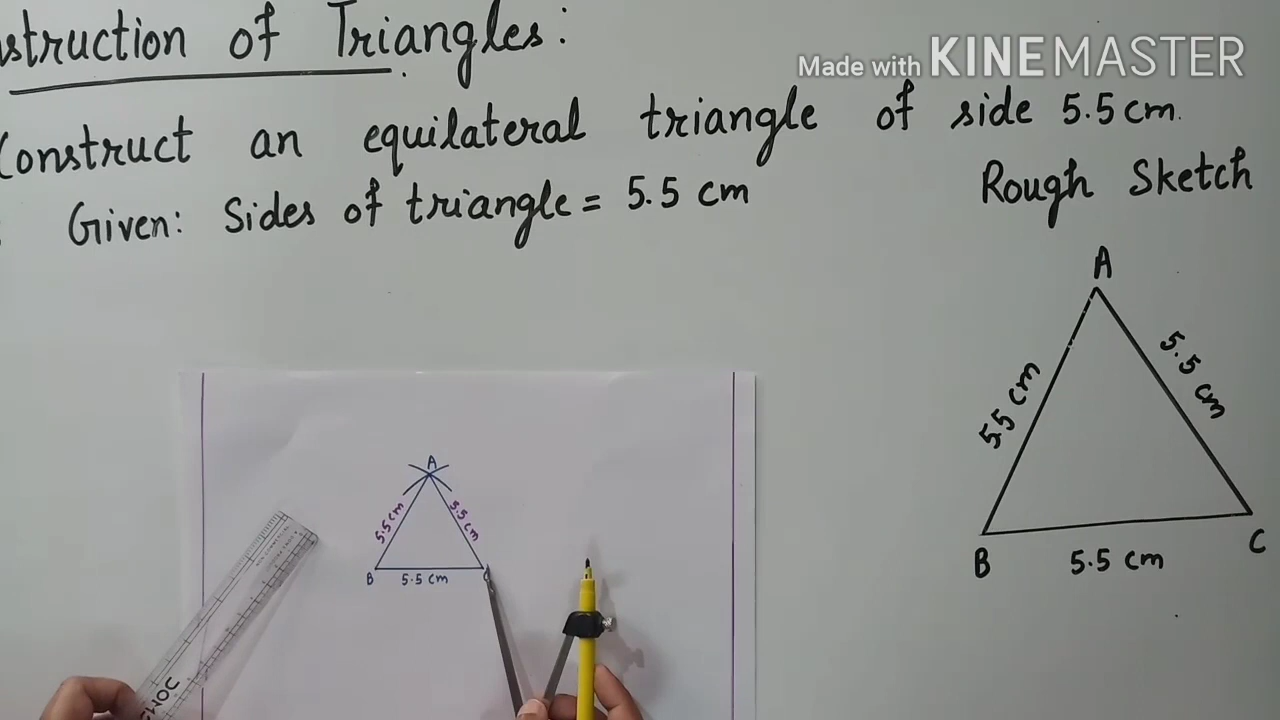 struction of Triangles:
Made with KINEMASTER
Construct an equilateral triangle of side 5.5 cm.
Given: Sides of triangle = 5.5 cm
Rough Sketch
A
5.5 cm
5.5 cm
B
5.5 cm
C
A
5.5 cm
5.5 cm
B
5.5 cm
C